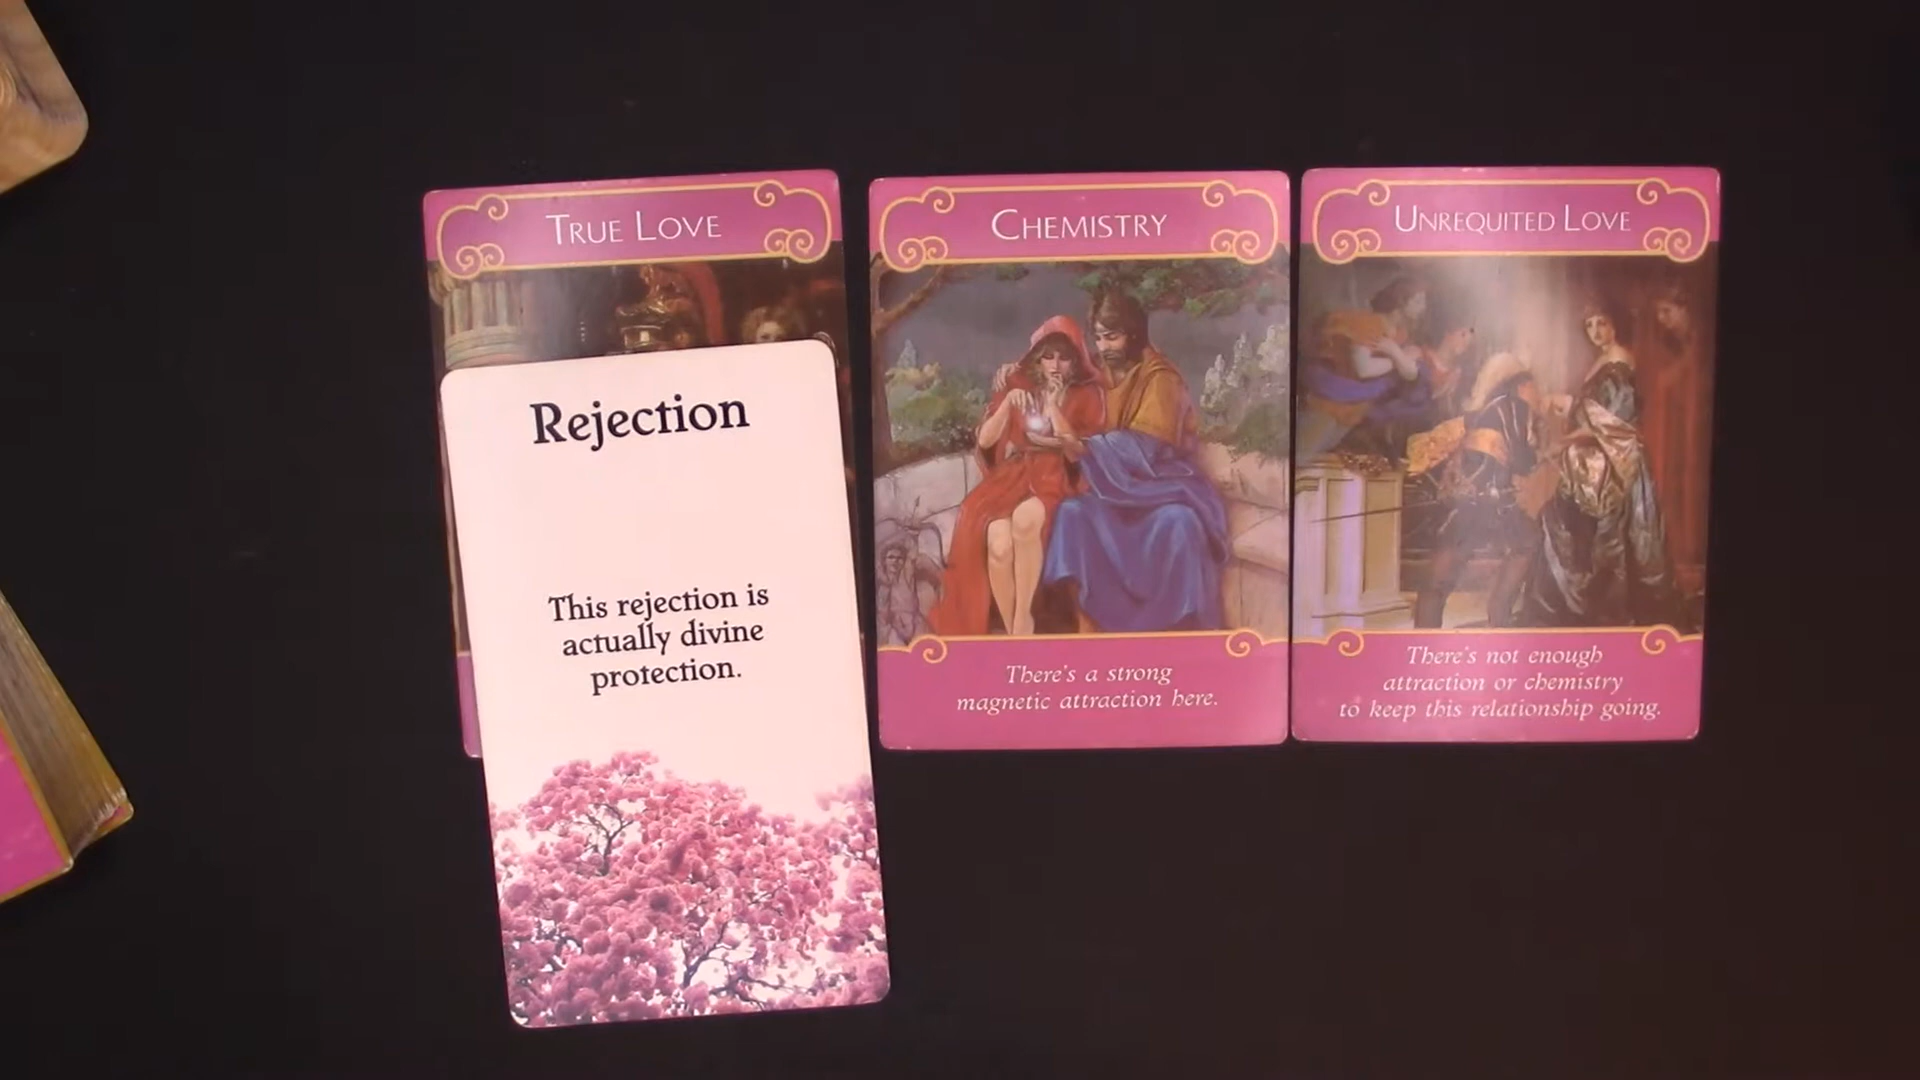 TRUE LOVE
Rejection
This rejection is
actually divine
protection.
CHEMISTRY
There's a strong
magnetic attraction here.
UNREQUITED LOVE
There's not enough
attraction or chemistry
to keep this relationship going.